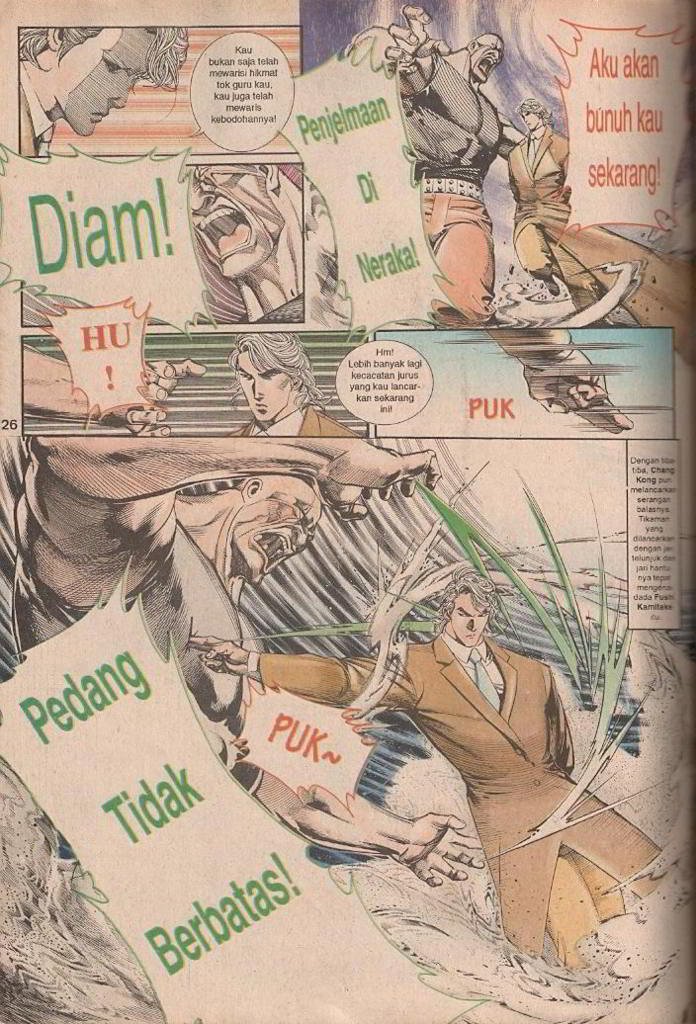 Kau
bukan saja telah
mewarisi hikmat
tok guru kau,
kau juga telah
mewaris
kebodohannya!
Diam!
Penjelmaan
Di
Neraka!
Aku akan
bunuh kau
sekarang!
HU
!
Hm!
Lebih banyak lagi
kecacatan jurus
yang kau lancar-
kan sekarang
ini!
PUK
26
Dengan tiba-
tiba, Chang
Kong pun
melancarkan
serangan
balasnya.
Tikaman
yang
dilancarkan
dengan jari
telunjuk dan
jari hantu-
nya tepat
mengenai
dada Fushi
Kamitake
itu.
PUK~
Pedang
Tidak
Berbatas!